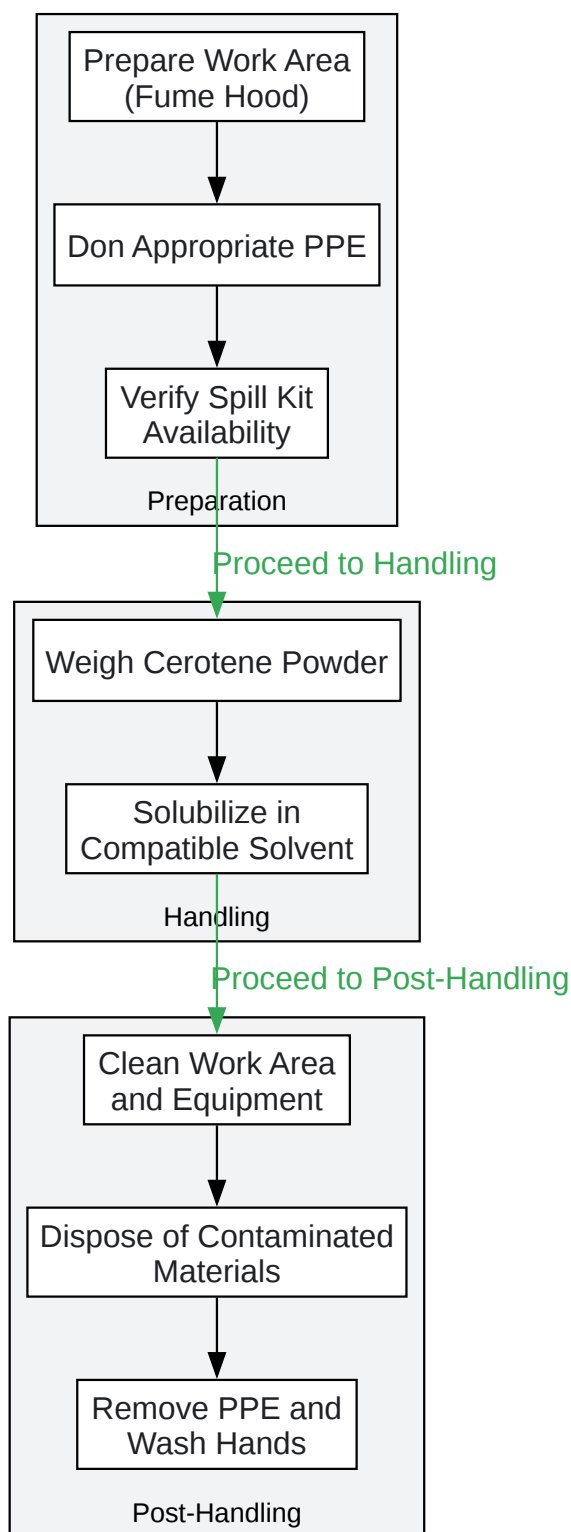 Prepare Work Area
(Fume Hood)
Don Appropriate PPE
Verify Spill Kit
Availability
Preparation
Proceed to Handling
Weigh Cerotene Powder
Solubilize in
Compatible Solvent
Handling
Proceed to Post-Handling
Clean Work Area
and Equipment
Dispose of Contaminated
Materials
Remove PPE and
Wash Hands
Post-Handling